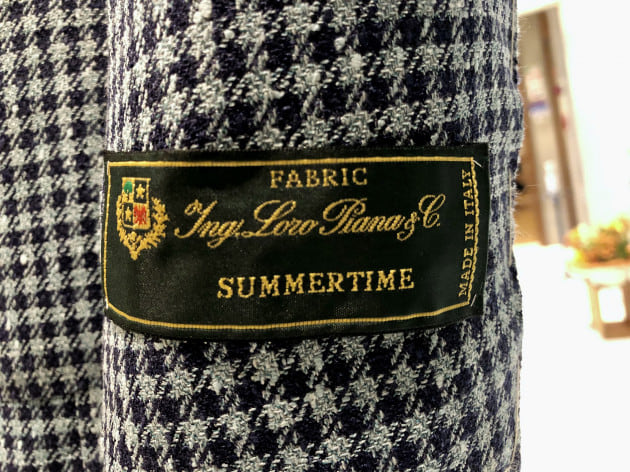 FABRIC
Ing. Loro Piana & C.
SUMMERTIME
MADE IN ITALY